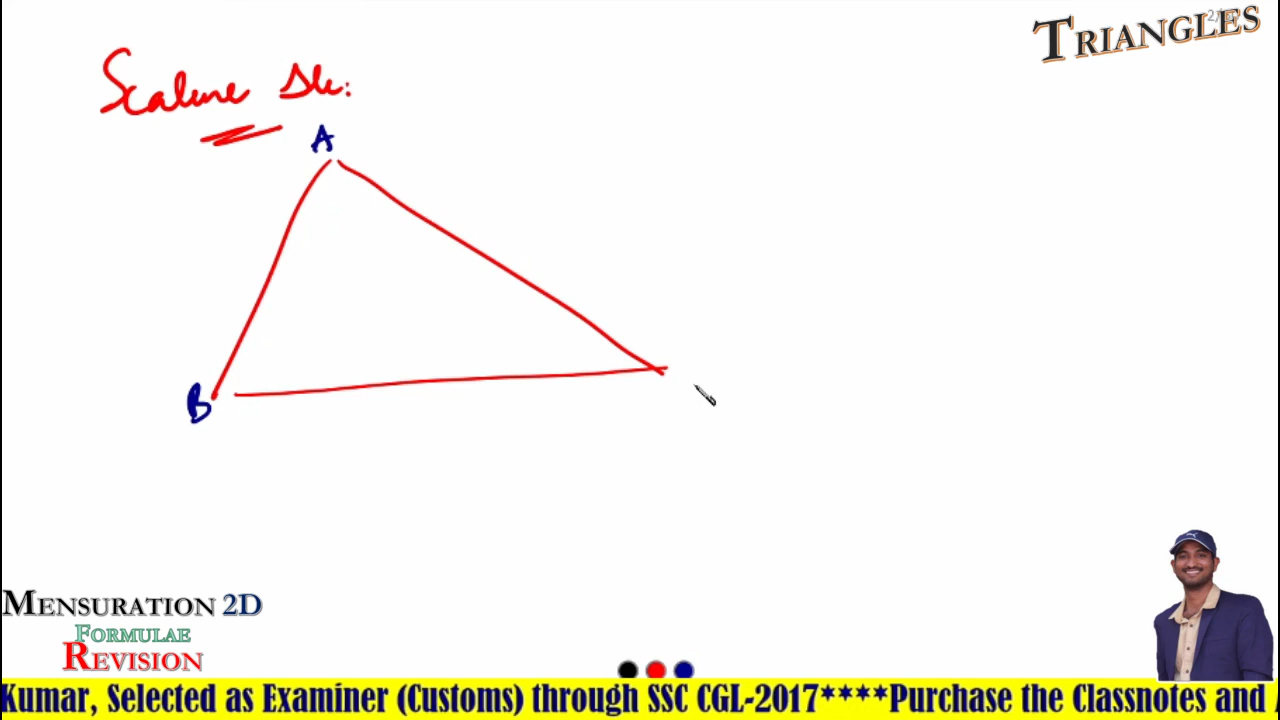 2/
TRIANGLES
Scalene Δle:
A
B
MENSURATION 2D
FORMULAE
REVISION
Kumar, Selected as Examiner (Customs) through SSC CGL-2017****Purchase the Classnotes and